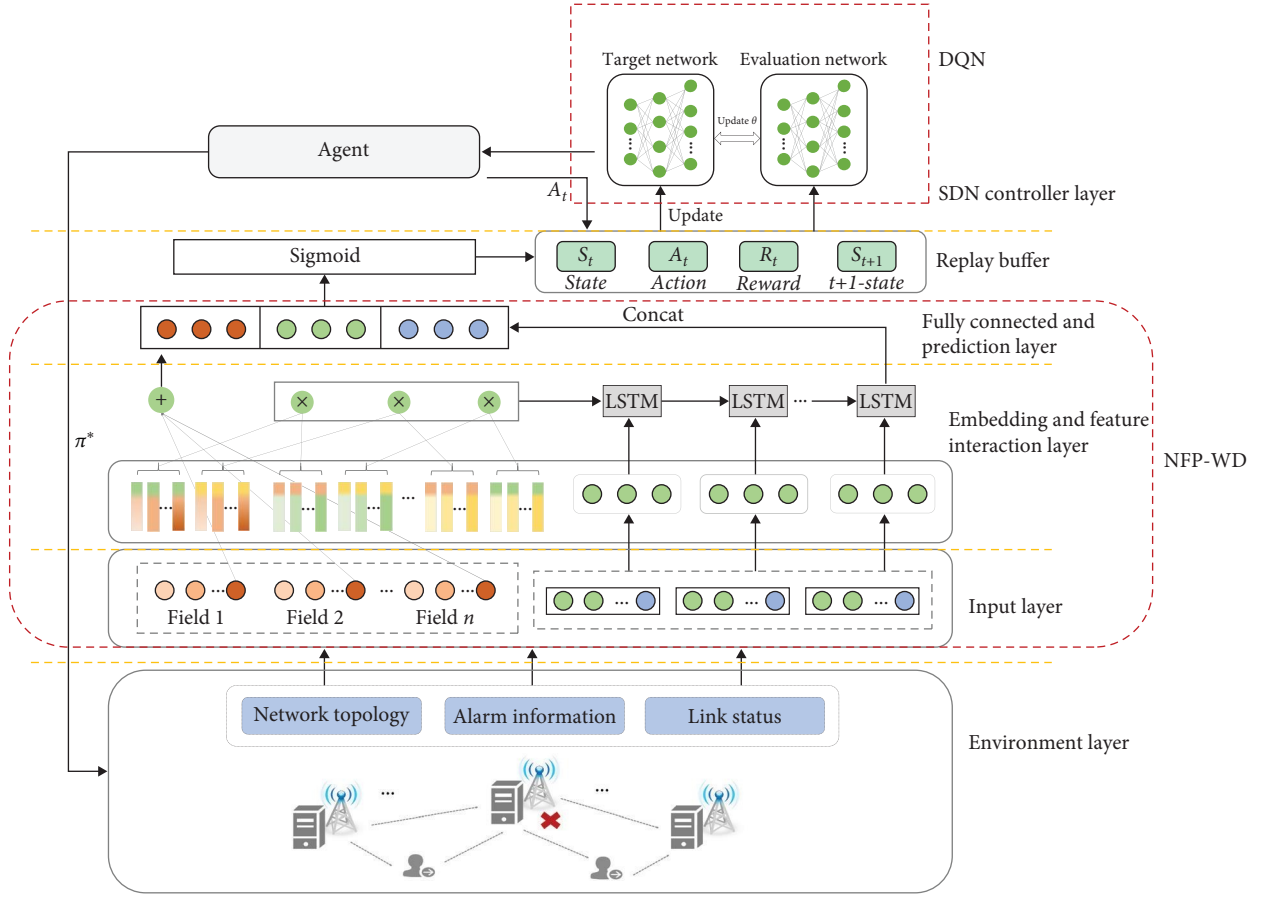 DQN
Target network
Evaluation network
Update θ
Agent
A_t
Update
SDN controller layer
Sigmoid
S_t
A_t
R_t
S_{t+1}
State
Action
Reward
t+1-state
Replay buffer
Concat
Fully connected and
prediction layer
+
×
×
×
LSTM
LSTM
...
LSTM
π*
Embedding and feature
interaction layer
NFP-WD
...
...
...
...
...
...
...
...
...
...
...
...
...
...
Field 1
Field 2
Field n
Input layer
Network topology
Alarm information
Link status
Environment layer
...
...